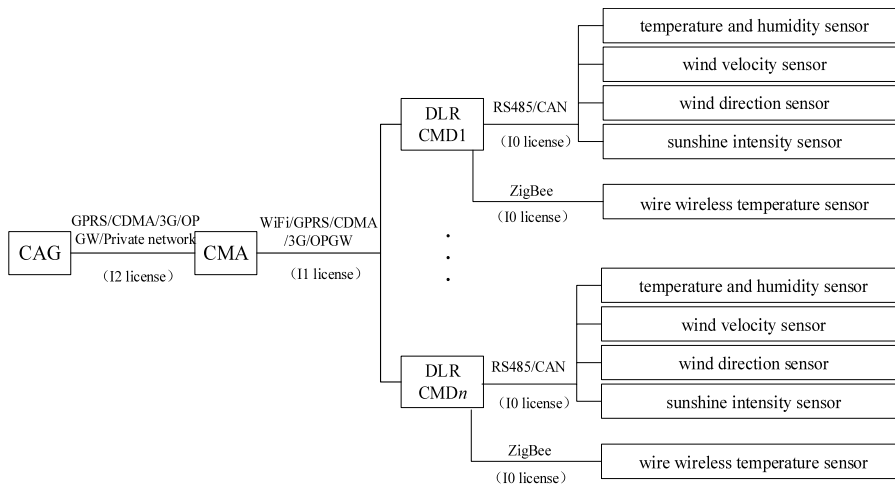 temperature and humidity sensor
wind velocity sensor
DLR
CMD1
RS485/CAN
wind direction sensor
(I0 license)
sunshine intensity sensor
ZigBee
(I0 license)
wire wireless temperature sensor
GPRS/CDMA/3G/OP
GW/Private network
WiFi/GPRS/CDMA
/3G/OPGW
CAG
CMA
(I2 license)
(I1 license)
temperature and humidity sensor
wind velocity sensor
DLR
CMDn
RS485/CAN
wind direction sensor
(I0 license)
sunshine intensity sensor
ZigBee
(I0 license)
wire wireless temperature sensor